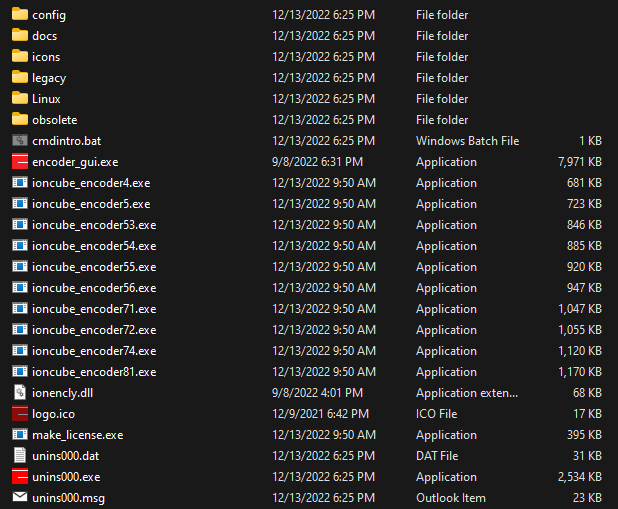 config 12/13/2022 6:25 PM File folder
docs 12/13/2022 6:25 PM File folder
icons 12/13/2022 6:25 PM File folder
legacy 12/13/2022 6:25 PM File folder
Linux 12/13/2022 6:25 PM File folder
obsolete 12/13/2022 6:25 PM File folder
cmdintro.bat 12/13/2022 6:25 PM Windows Batch File 1 KB
encoder_gui.exe 9/8/2022 6:31 PM Application 7,971 KB
ioncube_encoder4.exe 12/13/2022 9:50 AM Application 681 KB
ioncube_encoder5.exe 12/13/2022 9:50 AM Application 723 KB
ioncube_encoder53.exe 12/13/2022 9:50 AM Application 846 KB
ioncube_encoder54.exe 12/13/2022 9:50 AM Application 885 KB
ioncube_encoder55.exe 12/13/2022 9:50 AM Application 920 KB
ioncube_encoder56.exe 12/13/2022 9:50 AM Application 947 KB
ioncube_encoder71.exe 12/13/2022 9:50 AM Application 1,047 KB
ioncube_encoder72.exe 12/13/2022 9:50 AM Application 1,055 KB
ioncube_encoder74.exe 12/13/2022 9:50 AM Application 1,120 KB
ioncube_encoder81.exe 12/13/2022 9:50 AM Application 1,170 KB
ionencly.dll 9/8/2022 4:01 PM Application exten... 68 KB
logo.ico 12/9/2021 6:42 PM ICO File 17 KB
make_license.exe 12/13/2022 9:50 AM Application 395 KB
unins000.dat 12/13/2022 6:25 PM DAT File 31 KB
unins000.exe 12/13/2022 6:25 PM Application 2,534 KB
unins000.msg 12/13/2022 6:25 PM Outlook Item 23 KB